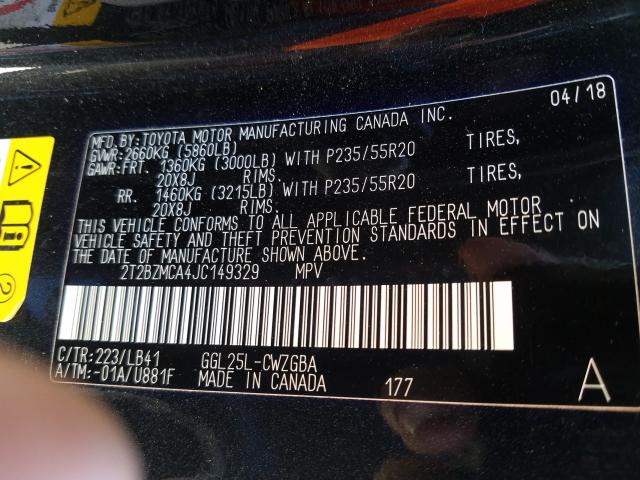 04/18
MFD.BY:TOYOTA MOTOR MANUFACTURING CANADA INC.
GVWR:2660KG (5860LB)
GAWR:FRT. 1360KG (3000LB) WITH P235/55R20 TIRES,
20X8J RIMS.
RR. 1460KG (3215LB) WITH P235/55R20 TIRES,
20X8J RIMS.
THIS VEHICLE CONFORMS TO ALL APPLICABLE FEDERAL MOTOR
VEHICLE SAFETY AND THEFT PREVENTION STANDARDS IN EFFECT ON
THE DATE OF MANUFACTURE SHOWN ABOVE.
2T2BZMCA4JC149329 MPV
C/TR:223/LB41 GGL25L-CWZGBA
A/TM:-01A/U881F MADE IN CANADA 177 A
2